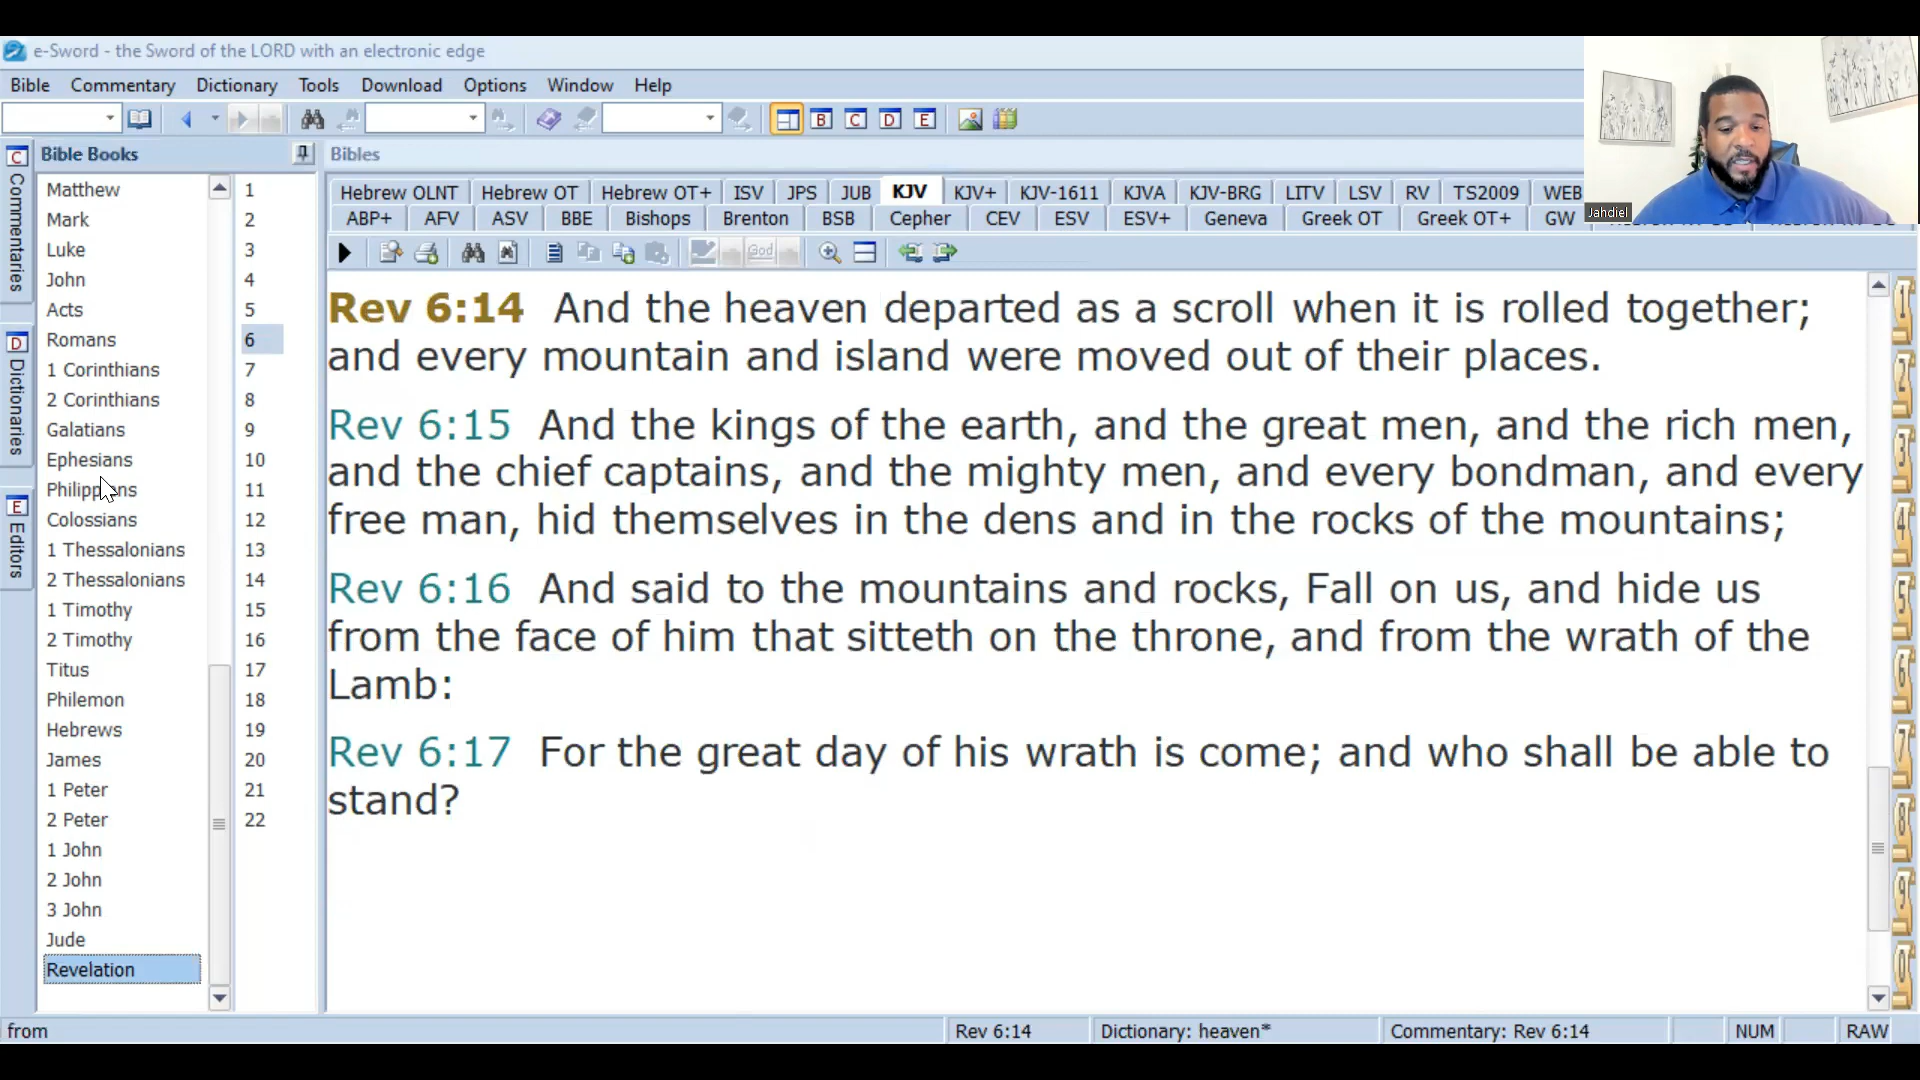 e-Sword - the Sword of the LORD with an electronic edge
Bible Commentary Dictionary Tools Download Options Window Help
B C D E
Bible Books
Bibles
C Commentaries
D Dictionaries
E Editors
Matthew
Mark
Luke
John
Acts
Romans
1 Corinthians
2 Corinthians
Galatians
Ephesians
Philippians
Colossians
1 Thessalonians
2 Thessalonians
1 Timothy
2 Timothy
Titus
Philemon
Hebrews
James
1 Peter
2 Peter
1 John
2 John
3 John
Jude
Revelation
1
2
3
4
5
6
7
8
9
10
11
12
13
14
15
16
17
18
19
20
21
22
Hebrew OLNT Hebrew OT Hebrew OT+ ISV JPS JUB KJV KJV+ KJV-1611 KJVA KJV-BRG LITV LSV RV TS2009 WEB
ABP+ AFV ASV BBE Bishops Brenton BSB Cepher CEV ESV ESV+ Geneva Greek OT Greek OT+ GW
God
Rev 6:14 And the heaven departed as a scroll when it is rolled together;
and every mountain and island were moved out of their places.
Rev 6:15 And the kings of the earth, and the great men, and the rich men,
and the chief captains, and the mighty men, and every bondman, and every
free man, hid themselves in the dens and in the rocks of the mountains;
Rev 6:16 And said to the mountains and rocks, Fall on us, and hide us
from the face of him that sitteth on the throne, and from the wrath of the
Lamb:
Rev 6:17 For the great day of his wrath is come; and who shall be able to
stand?
Jahdiel
1
2
3
4
5
6
7
8
9
0
from
Rev 6:14
Dictionary: heaven*
Commentary: Rev 6:14
NUM
RAW